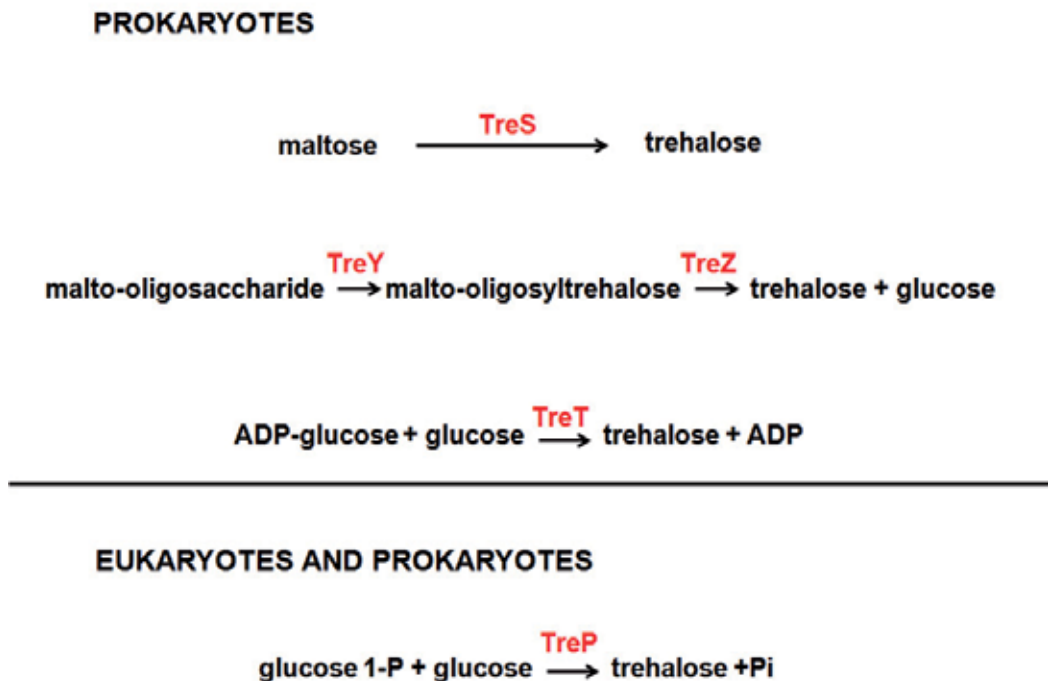 PROKARYOTES
TreS
maltose → trehalose
TreY TreZ
malto-oligosaccharide → malto-oligosyltrehalose → trehalose + glucose
TreT
ADP-glucose + glucose → trehalose + ADP
EUKARYOTES AND PROKARYOTES
TreP
glucose 1-P + glucose → trehalose +Pi